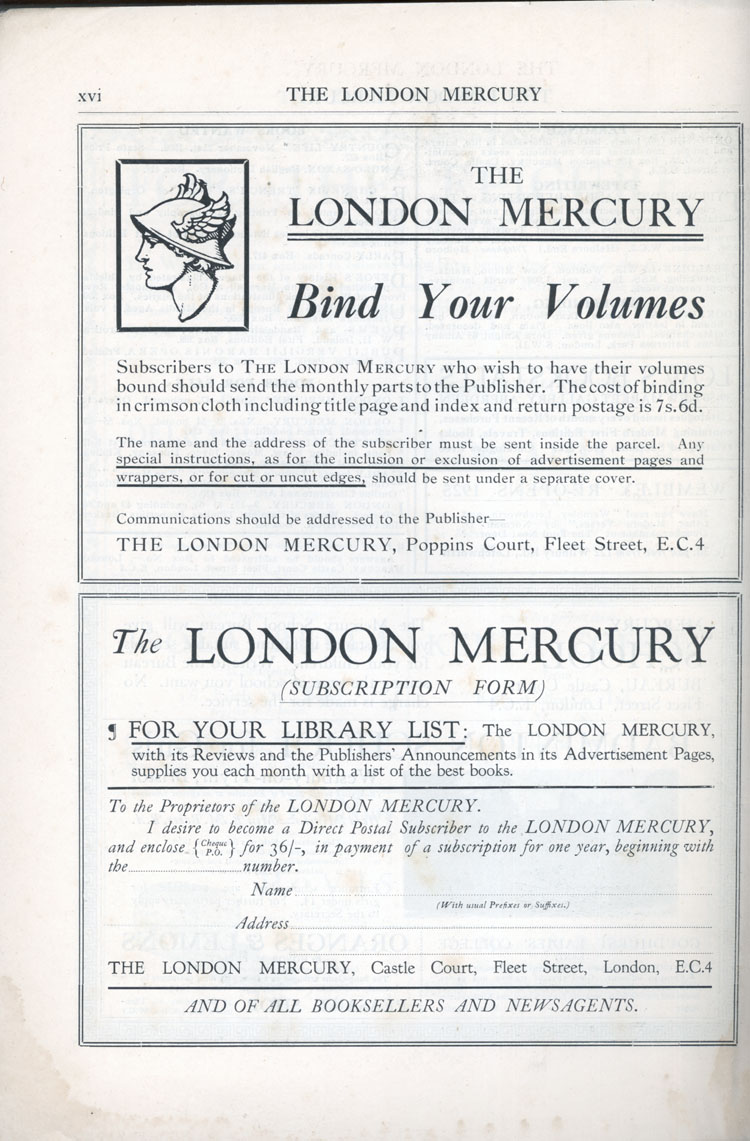 xvi
THE LONDON MERCURY
THE
LONDON MERCURY
Bind Your Volumes
Subscribers to THE LONDON MERCURY who wish to have their volumes
bound should send the monthly parts to the Publisher. The cost of binding
in crimson cloth including title page and index and return postage is 7s. 6d.
The name and the address of the subscriber must be sent inside the parcel. Any
special instructions, as for the inclusion or exclusion of advertisement pages and
wrappers, or for cut or uncut edges, should be sent under a separate cover.
Communications should be addressed to the Publisher—
THE LONDON MERCURY, Poppins Court, Fleet Street, E.C.4
The LONDON MERCURY
(SUBSCRIPTION FORM)
¶ FOR YOUR LIBRARY LIST: The LONDON MERCURY,
with its Reviews and the Publishers' Announcements in its Advertisement Pages,
supplies you each month with a list of the best books.
To the Proprietors of the LONDON MERCURY.
I desire to become a Direct Postal Subscriber to the LONDON MERCURY,
and enclose {Cheque P.O.} for 36/-, in payment of a subscription for one year, beginning with
the....................number.
Name
(With usual Prefixes or Suffixes.)
Address
THE LONDON MERCURY, Castle Court, Fleet Street, London, E.C.4
AND OF ALL BOOKSELLERS AND NEWSAGENTS.